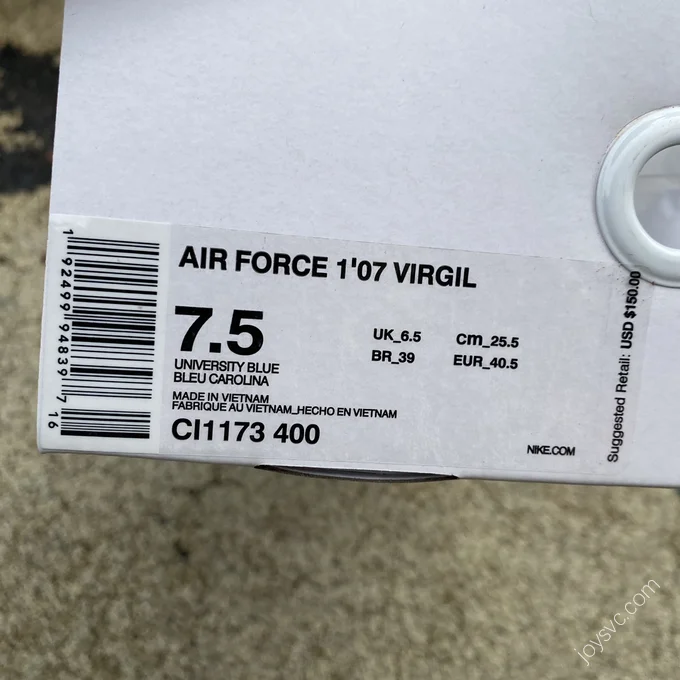 AIR FORCE 1'07 VIRGIL
7.5
UK_6.5 Cm_25.5
BR_39 EUR_40.5
UNIVERSITY BLUE
BLEU CAROLINA
MADE IN VIETNAM
FABRIQUE AU VIETNAM_HECHO EN VIETNAM
CI1173 400
NIKE.COM
Suggested Retail: USD $150.00
1 92499 94839 7 16
joysvc.com